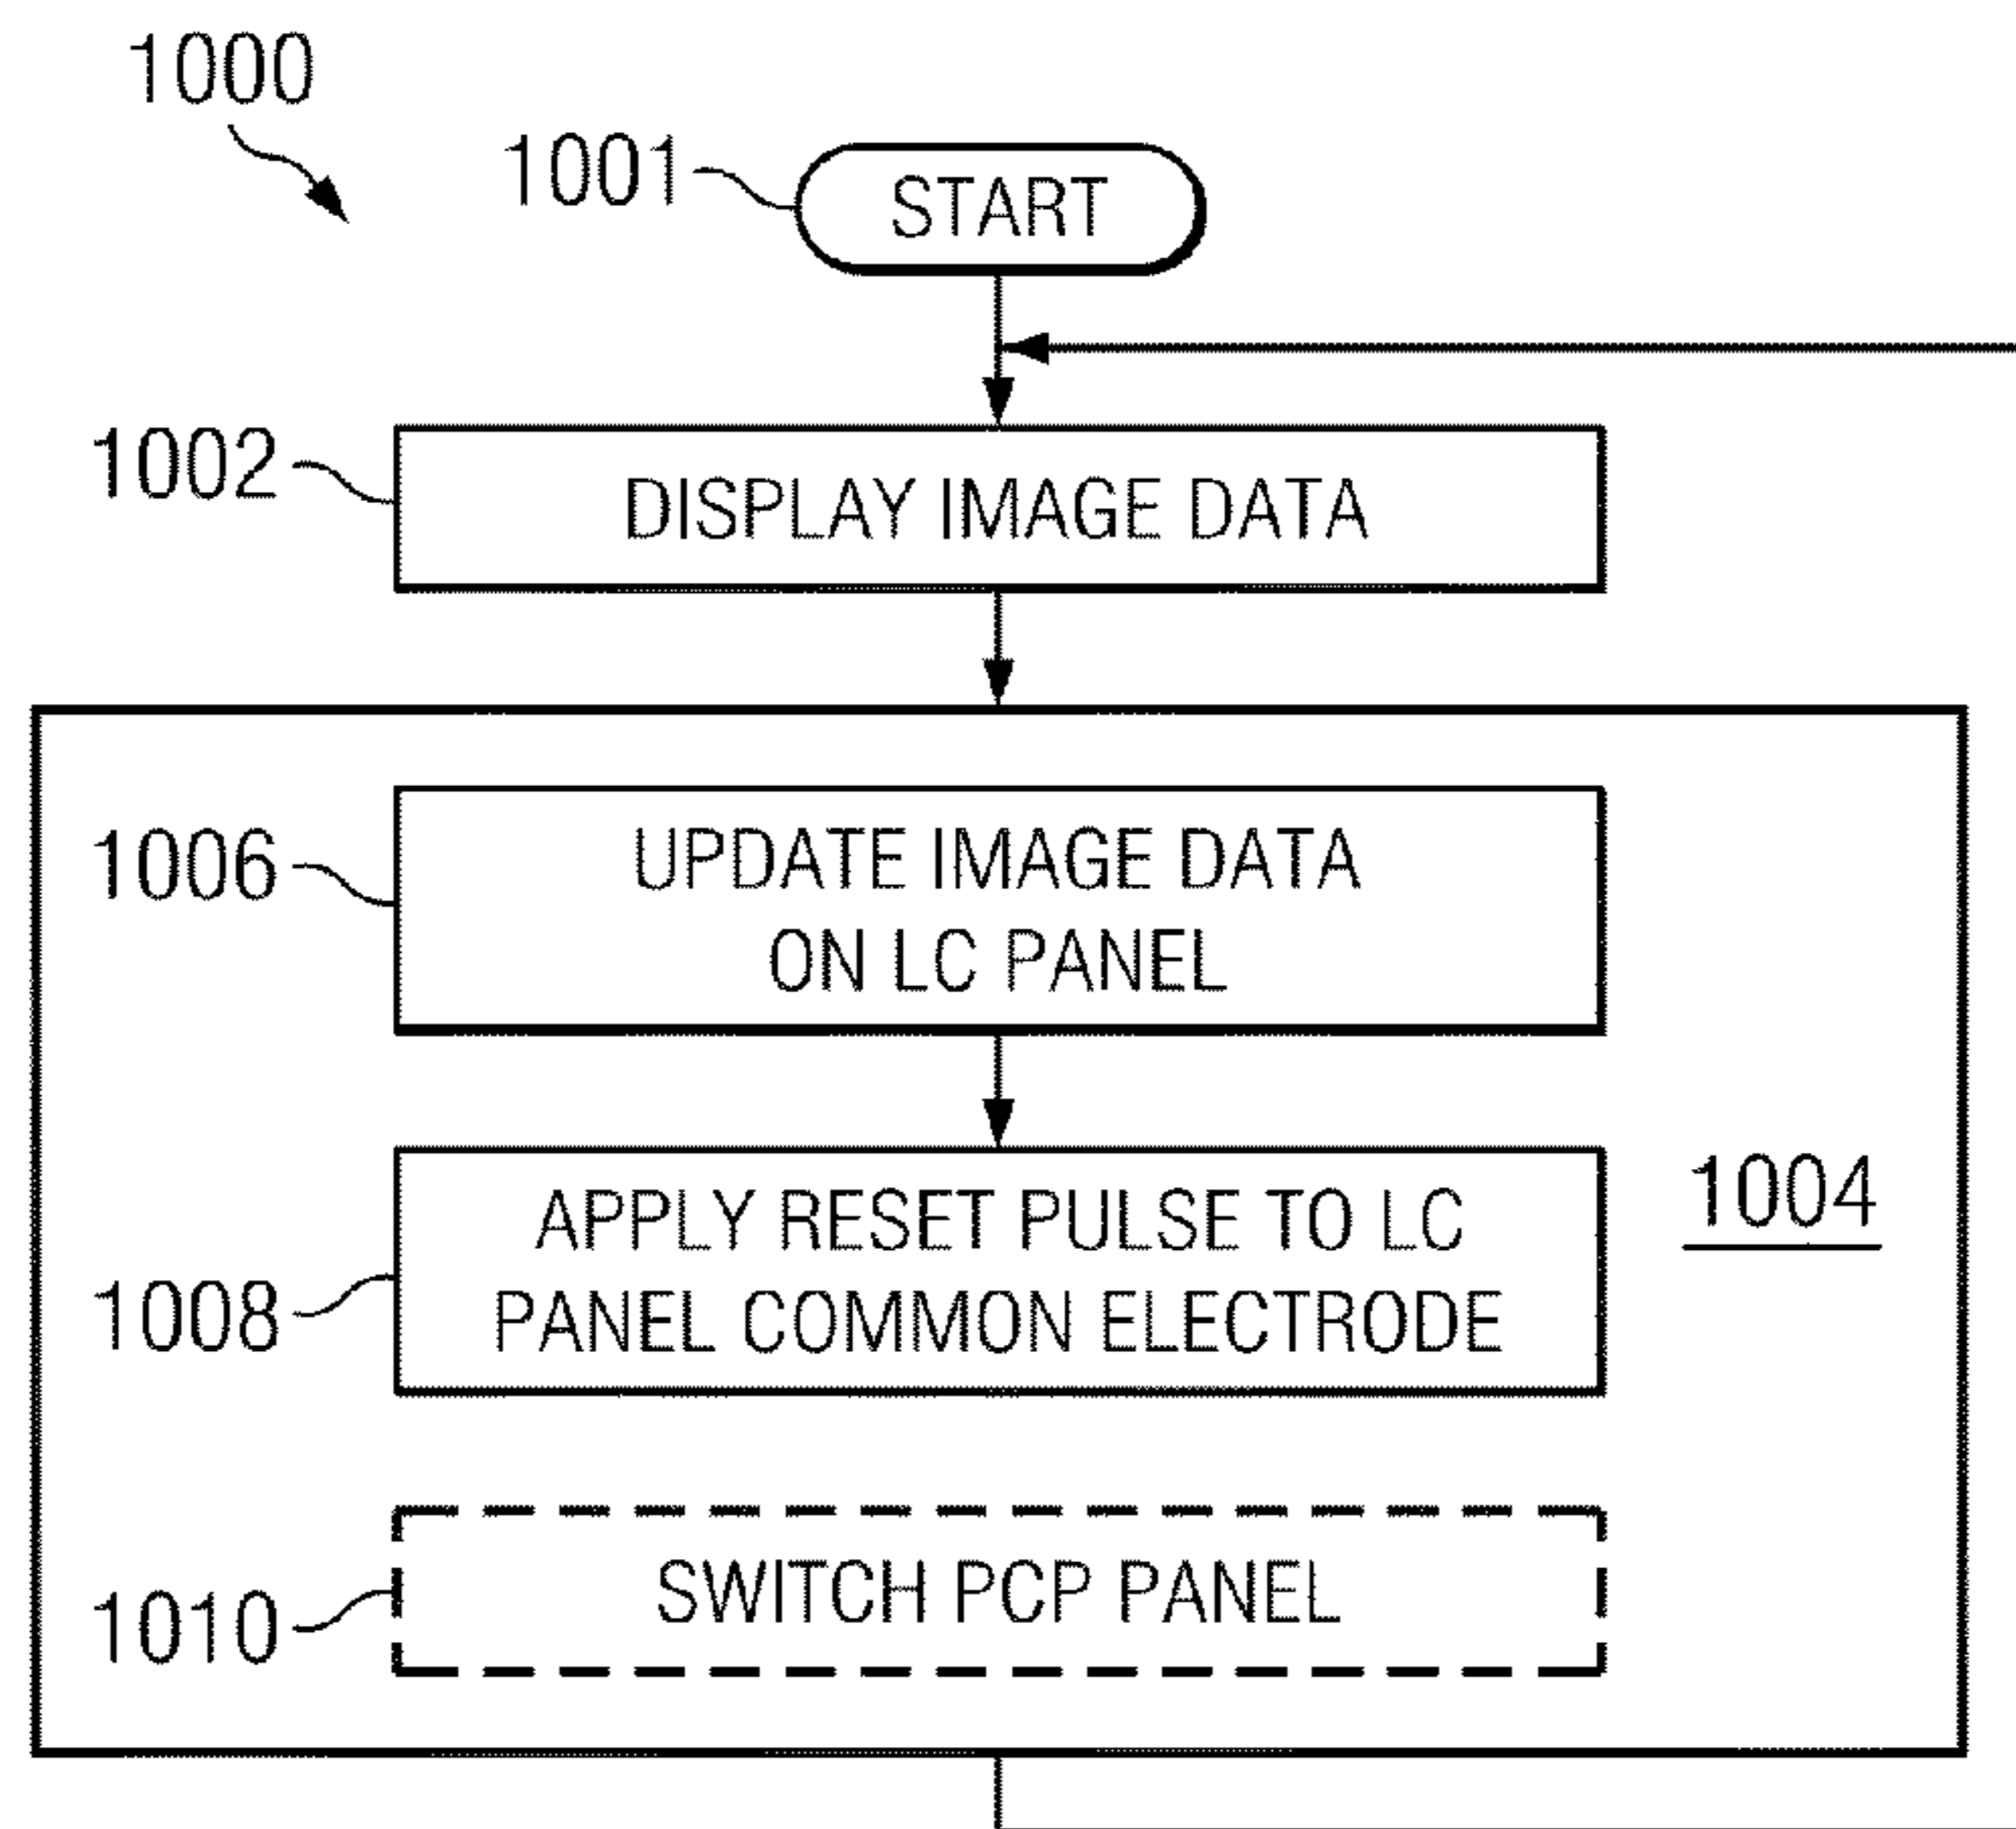 1000
1001
START
1002
DISPLAY IMAGE DATA
1006
UPDATE IMAGE DATA
ON LC PANEL
1008
APPLY RESET PULSE TO LC
PANEL COMMON ELECTRODE
1004
1010
SWITCH PCP PANEL